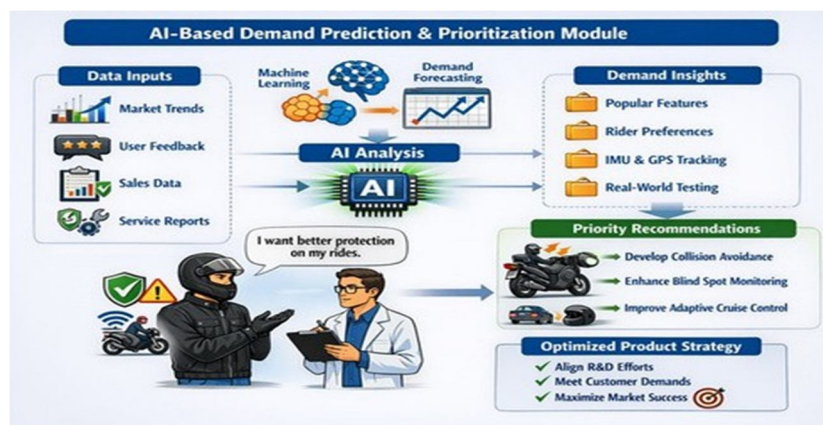 AI-Based Demand Prediction & Prioritization Module
Data Inputs
Market Trends
User Feedback
Sales Data
Service Reports
Machine
Learning
Demand
Forecasting
AI Analysis
AI
Demand Insights
Popular Features
Rider Preferences
IMU & GPS Tracking
Real-World Testing
I want better protection
on my rides.
Priority Recommendations
Develop Collision Avoidance
Enhance Blind Spot Monitoring
Improve Adaptive Cruise Control
Optimized Product Strategy
Align R&D Efforts
Meet Customer Demands
Maximize Market Success